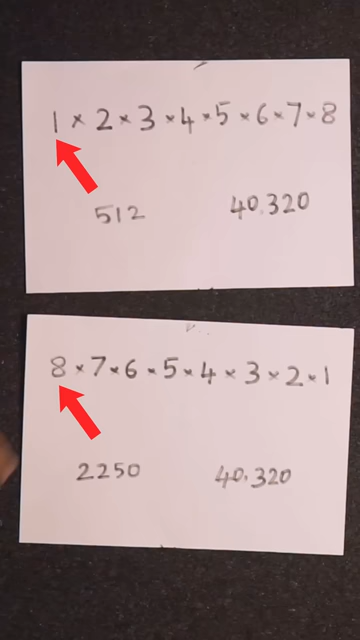 1 × 2 × 3 × 4 × 5 × 6 × 7 × 8
512 40.320
8 × 7 × 6 × 5 × 4 × 3 × 2 × 1
2250 40.320